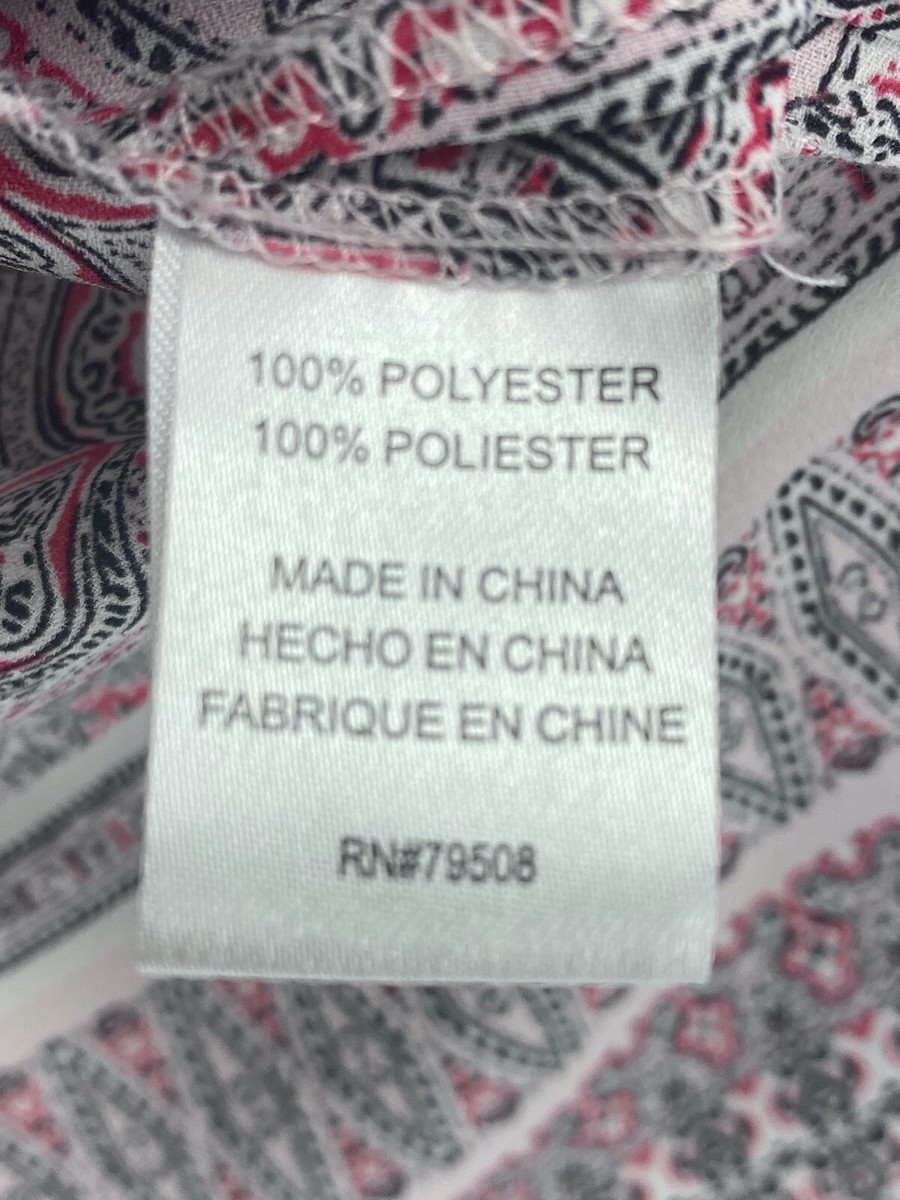 100% POLYESTER
100% POLIESTER
MADE IN CHINA
HECHO EN CHINA
FABRIQUE EN CHINE
RN#79508